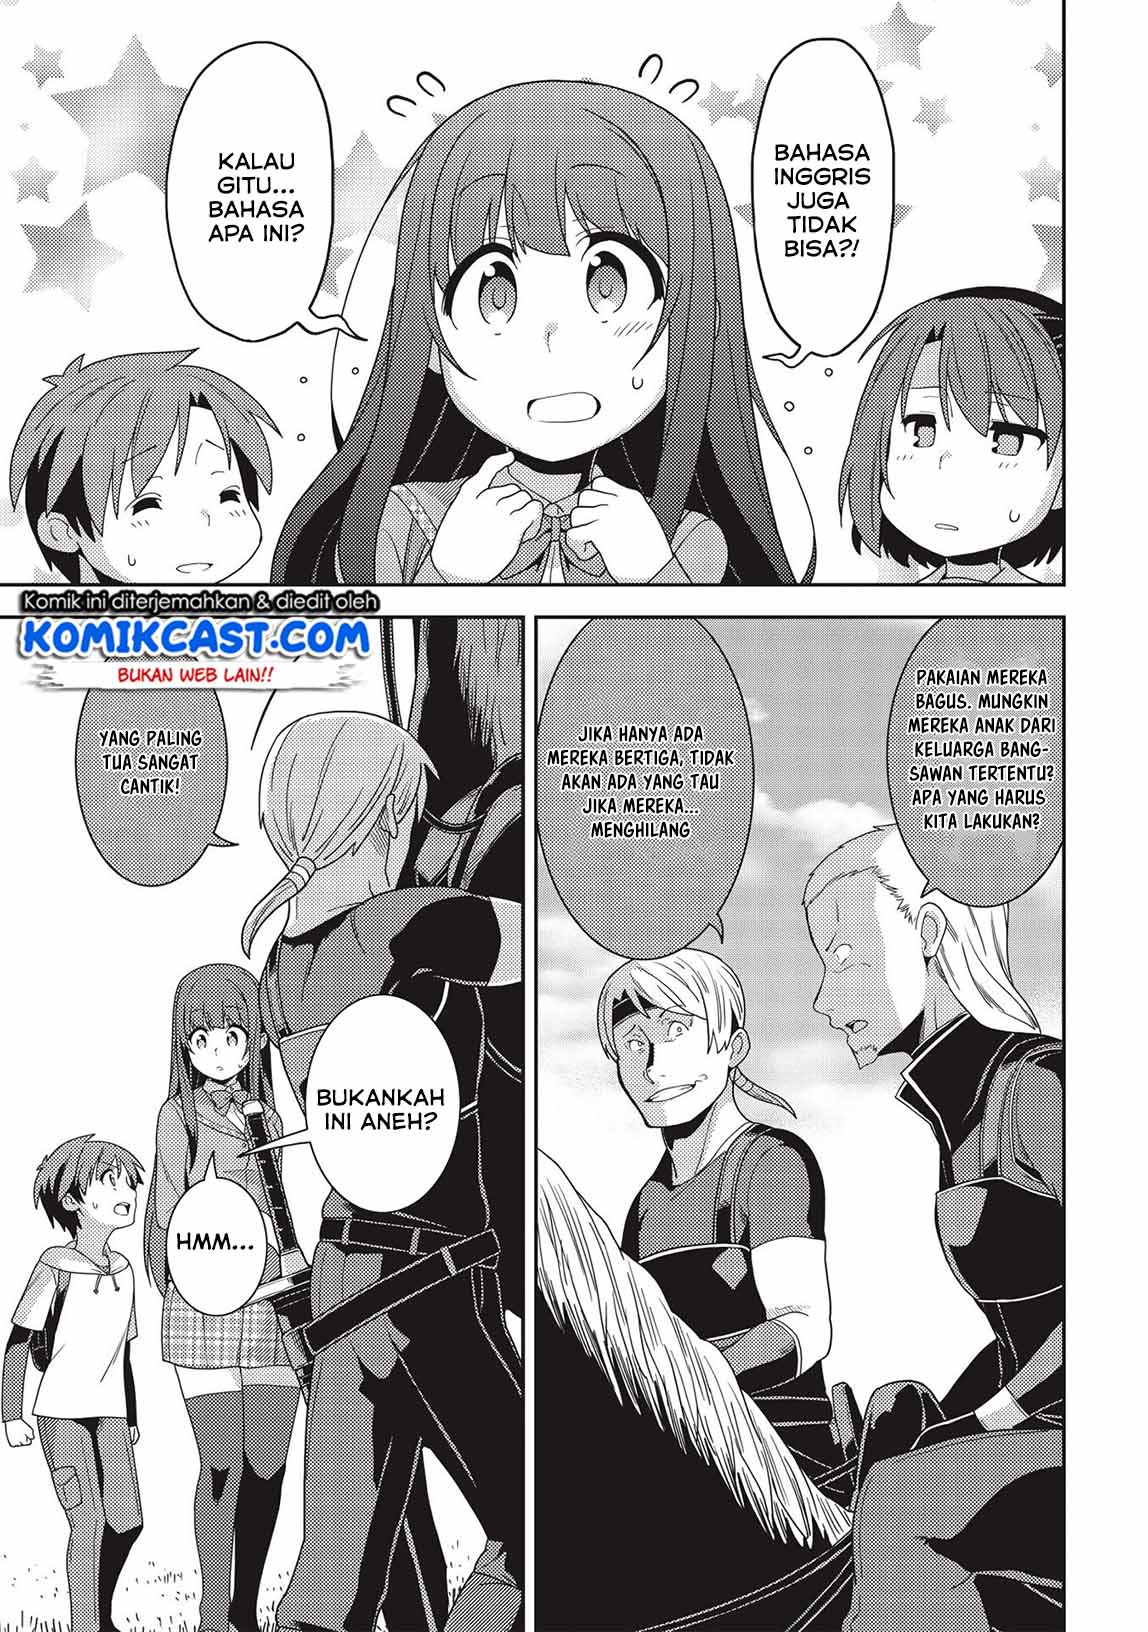 BAHASA
INGGRIS
JUGA
TIDAK
BISA?!
KALAU
GITU...
BAHASA
APA INI?
Komik ini diterjemahkan & diedit oleh
KOMIKCAST.COM
BUKAN WEB LAIN!!
PAKAIAN MEREKA
BAGUS. MUNGKIN
MEREKA ANAK DARI
KELUARGA BANG-
SAWAN TERTENTU?
APA YANG HARUS
KITA LAKUKAN?
JIKA HANYA ADA
MEREKA BERTIGA, TIDAK
AKAN ADA YANG TAU
JIKA MEREKA...
MENGHILANG
YANG PALING
TUA SANGAT
CANTIK!
BUKANKAH
INI ANEH?
HMM...